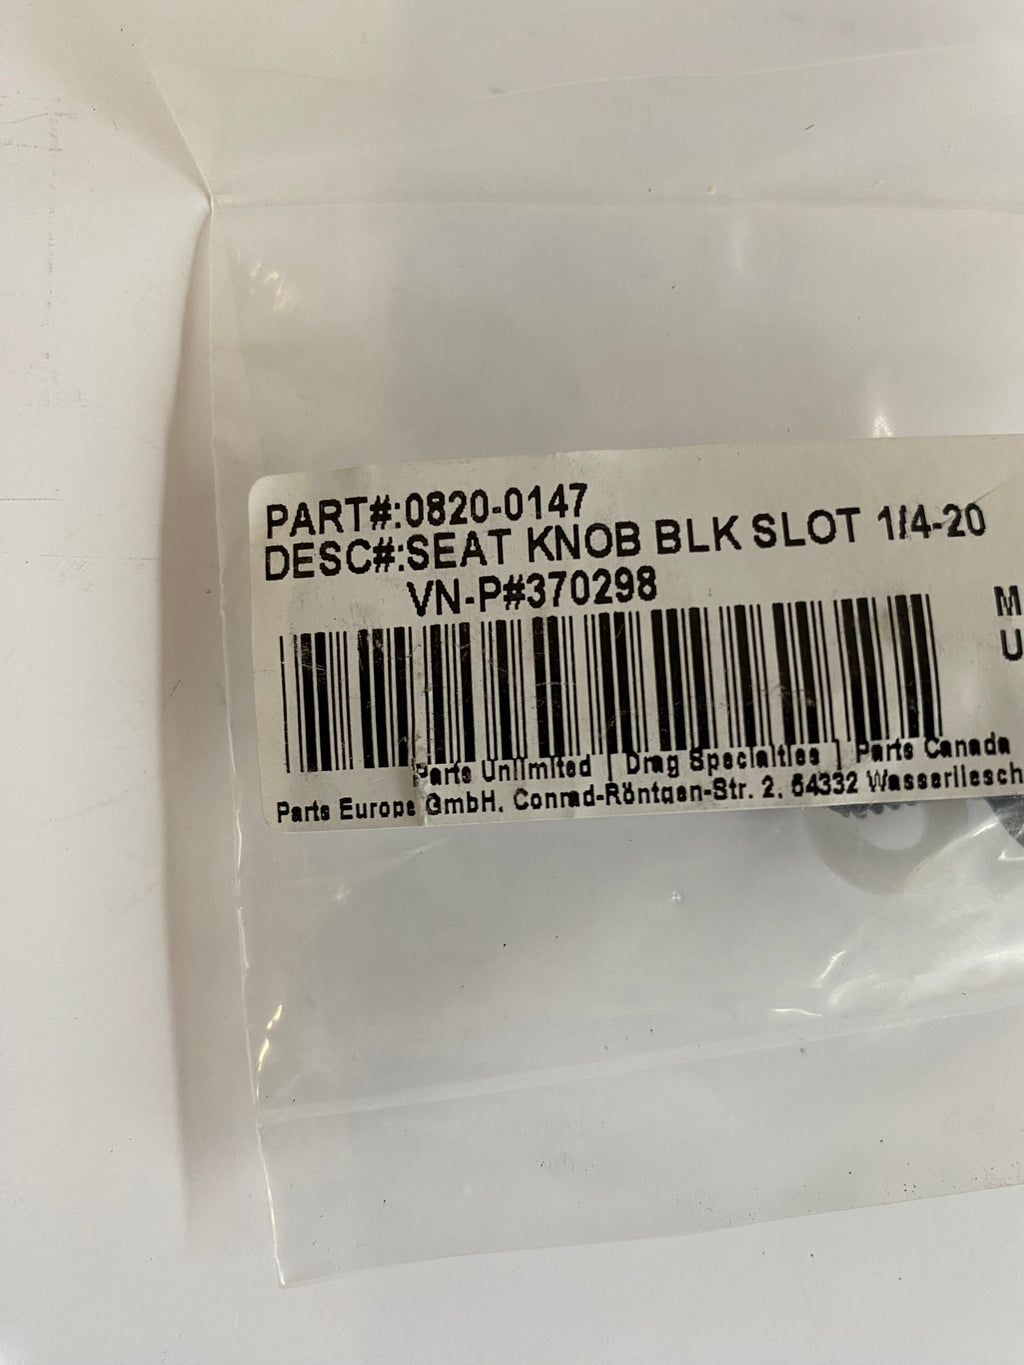 PART#:0820-0147
DESC#:SEAT KNOB BLK SLOT 1/4-20
VN-P#370298
M
U
Parts Unlimited | Drag Specialties | Parts Canada
Parts Europe GmbH, Conrad-Röntgen-Str. 2, 54332 Wasserliesch